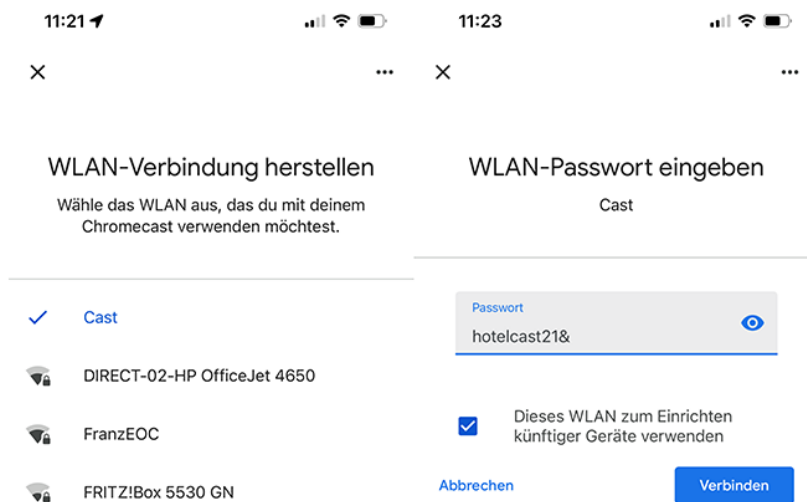 11:21
WLAN-Verbindung herstellen
Wähle das WLAN aus, das du mit deinem
Chromecast verwenden möchtest.
Cast
DIRECT-02-HP OfficeJet 4650
FranzEOC
FRITZ!Box 5530 GN
11:23
WLAN-Passwort eingeben
Cast
Passwort
hotelcast21&
Dieses WLAN zum Einrichten
künftiger Geräte verwenden
Abbrechen
Verbinden